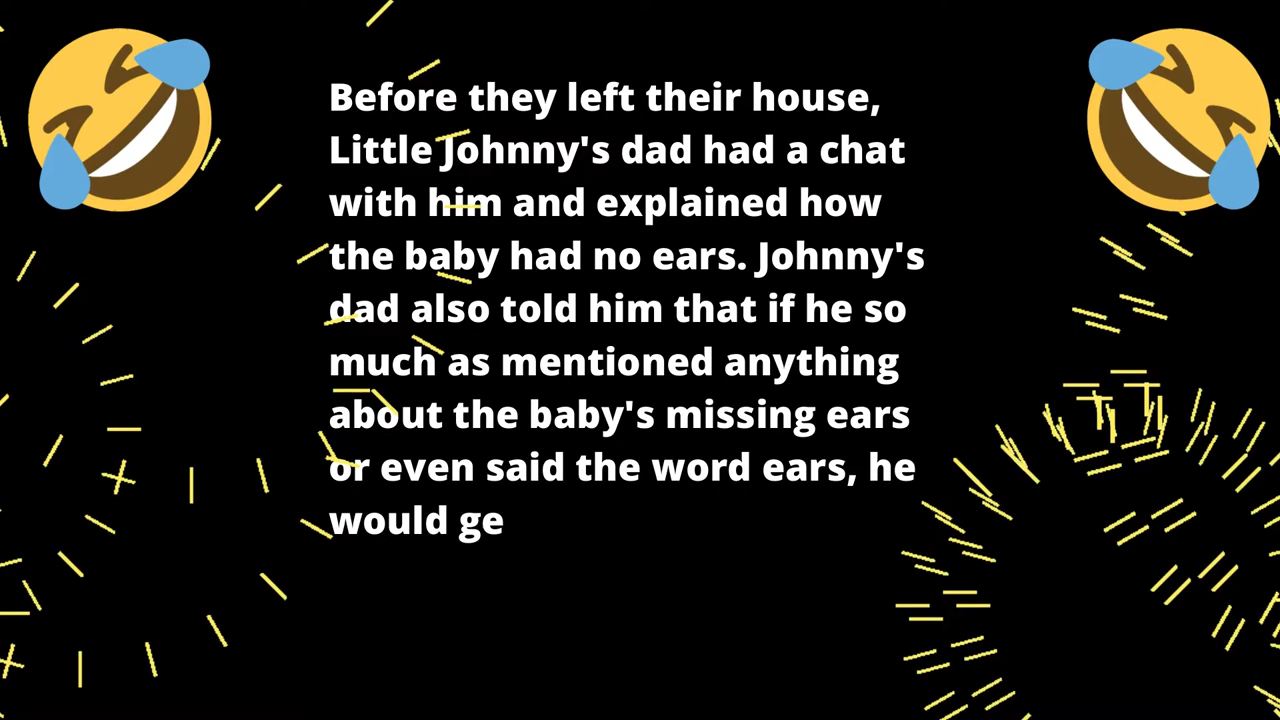 Before they left their house,
Little Johnny's dad had a chat
with him and explained how
the baby had no ears. Johnny's
dad also told him that if he so
much as mentioned anything
about the baby's missing ears
or even said the word ears, he
would ge